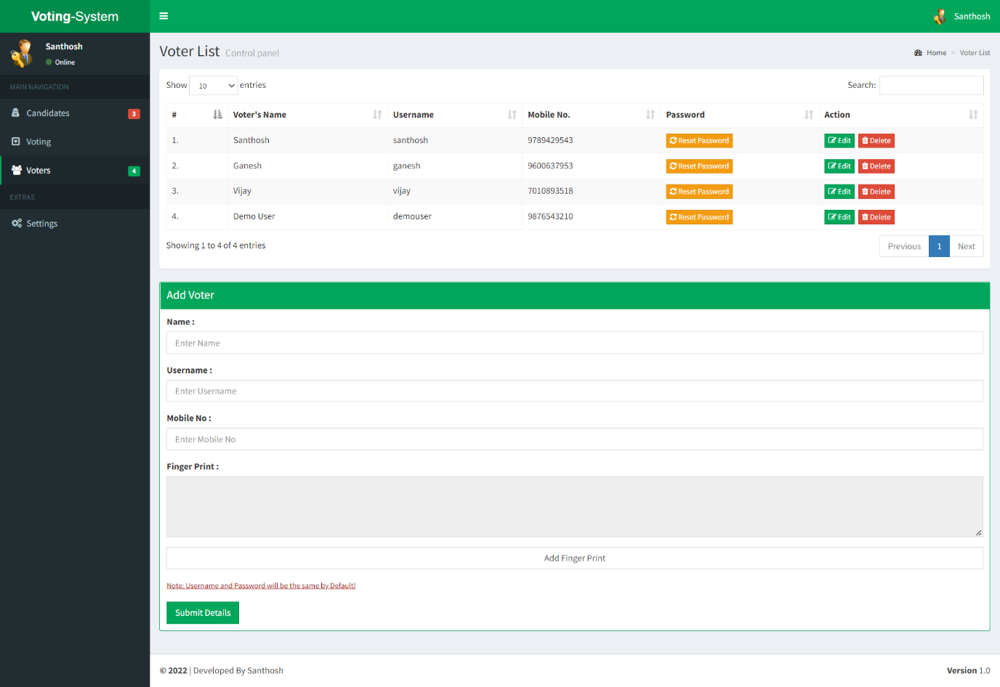 Voting-System
Santhosh
Santhosh
Online
MAIN NAVIGATION
Candidates 3
Voting
Voters 4
EXTRAS
Settings
Voter List Control panel
Home > Voter List
Show 10 entries
Search:
# Voter's Name Username Mobile No. Password Action
1. Santhosh santhosh 9789429543 Reset Password Edit Delete
2. Ganesh ganesh 9600637953 Reset Password Edit Delete
3. Vijay vijay 7010893518 Reset Password Edit Delete
4. Demo User demouser 9876543210 Reset Password Edit Delete
Showing 1 to 4 of 4 entries
Previous 1 Next
Add Voter
Name :
Enter Name
Username :
Enter Username
Mobile No :
Enter Mobile No
Finger Print :
Add Finger Print
Note: Username and Password will be the same by Default!
Submit Details
© 2022 | Developed By Santhosh
Version 1.0